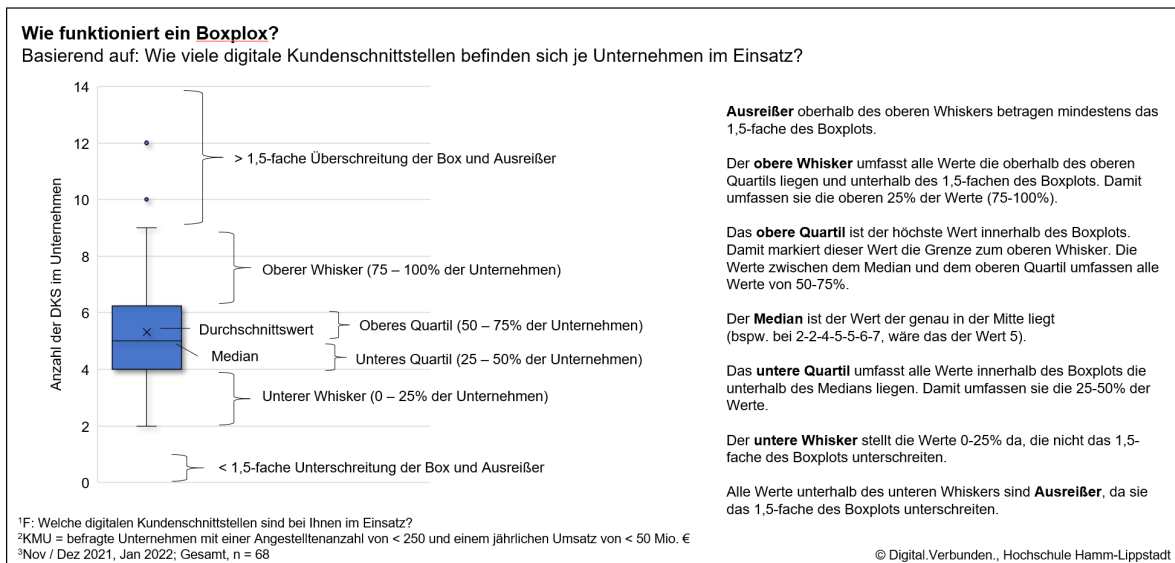 Wie funktioniert ein Boxplox?
Basierend auf: Wie viele digitale Kundenschnittstellen befinden sich je Unternehmen im Einsatz?
Anzahl der DKS im Unternehmen
14
12
10
8
6
4
2
0
> 1,5-fache Überschreitung der Box und Ausreißer
Oberer Whisker (75 – 100% der Unternehmen)
Durchschnittswert
Oberes Quartil (50 – 75% der Unternehmen)
Median
Unteres Quartil (25 – 50% der Unternehmen)
Unterer Whisker (0 – 25% der Unternehmen)
< 1,5-fache Unterschreitung der Box und Ausreißer
Ausreißer oberhalb des oberen Whiskers betragen mindestens das
1,5-fache des Boxplots.
Der obere Whisker umfasst alle Werte die oberhalb des oberen
Quartils liegen und unterhalb des 1,5-fachen des Boxplots. Damit
umfassen sie die oberen 25% der Werte (75-100%).
Das obere Quartil ist der höchste Wert innerhalb des Boxplots.
Damit markiert dieser Wert die Grenze zum oberen Whisker. Die
Werte zwischen dem Median und dem oberen Quartil umfassen alle
Werte von 50-75%.
Der Median ist der Wert der genau in der Mitte liegt
(bspw. bei 2-2-4-5-5-6-7, wäre das der Wert 5).
Das untere Quartil umfasst alle Werte innerhalb des Boxplots die
unterhalb des Medians liegen. Damit umfassen sie die 25-50% der
Werte.
Der untere Whisker stellt die Werte 0-25% da, die nicht das 1,5-
fache des Boxplots unterschreiten.
Alle Werte unterhalb des unteren Whiskers sind Ausreißer, da sie
das 1,5-fache des Boxplots unterschreiten.
¹F: Welche digitalen Kundenschnittstellen sind bei Ihnen im Einsatz?
²KMU = befragte Unternehmen mit einer Angestelltenanzahl von < 250 und einem jährlichen Umsatz von < 50 Mio. €
³Nov / Dez 2021, Jan 2022; Gesamt, n = 68
© Digital.Verbunden., Hochschule Hamm-Lippstadt